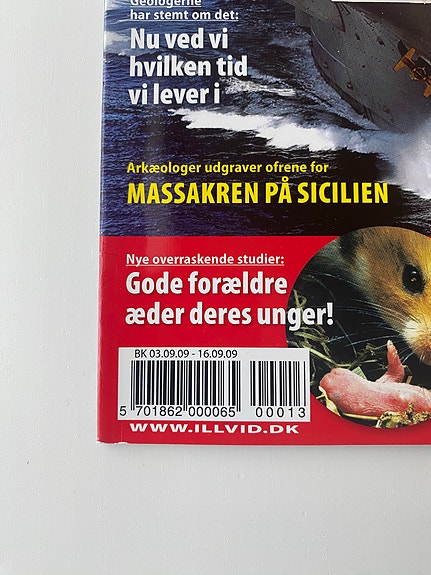 Geologerne
har stemt om det:
Nu ved vi
hvilken tid
vi lever i
Arkæologer udgraver ofrene for
MASSAKREN PÅ SICILIEN
Nye overraskende studier:
Gode forældre
æder deres unger!
BK 03.09.09 - 16.09.09
5 701862 000065 00013
WWW.ILLVID.DK